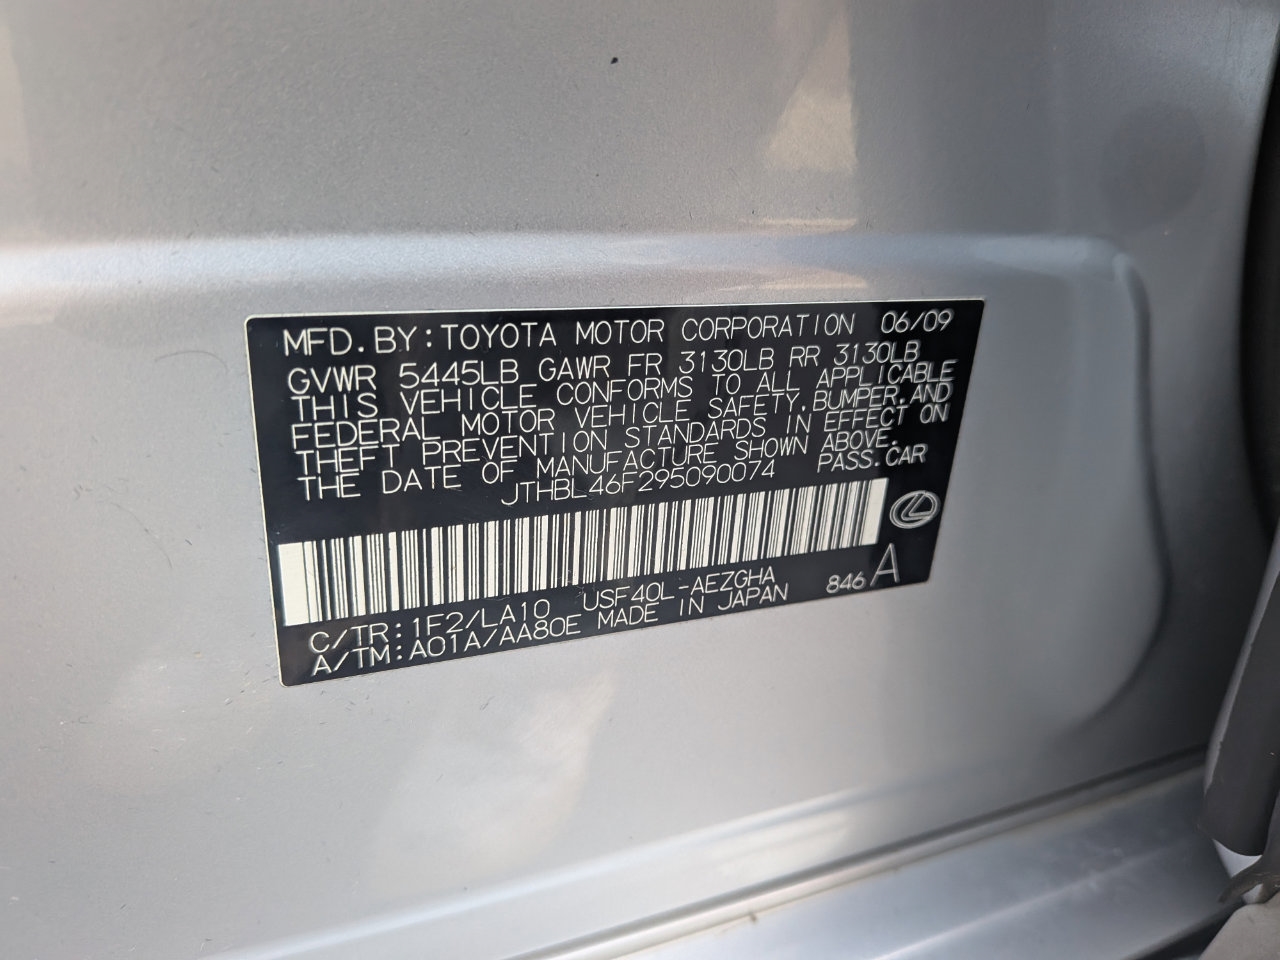 MFD. BY: TOYOTA MOTOR CORPORATION 06/09
GVWR 5445LB GAWR FR 3130LB RR 3130LB
THIS VEHICLE CONFORMS TO ALL APPLICABLE
FEDERAL MOTOR VEHICLE SAFETY, BUMPER, AND
THEFT PREVENTION STANDARDS IN EFFECT ON
THE DATE OF MANUFACTURE SHOWN ABOVE.
JTHBL46F295090074 PASS. CAR
C/TR: 1F2/LA10 USF40L-AEZGHA 846 A
A/TM: A01A/AA80E MADE IN JAPAN